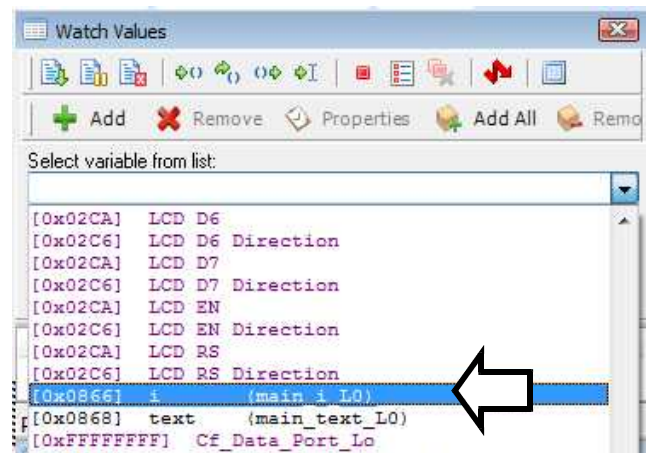 Watch Values
Add Remove Properties Add All Remo
Select variable from list:
[0x02CA] LCD D6
[0x02C6] LCD D6 Direction
[0x02CA] LCD D7
[0x02C6] LCD D7 Direction
[0x02CA] LCD EN
[0x02C6] LCD EN Direction
[0x02CA] LCD RS
[0x02C6] LCD RS Direction
[0x0866] i (main_i_L0)
[0x0868] text (main_text_L0)
[0xFFFFFFFF] Cf_Data_Port_Lo